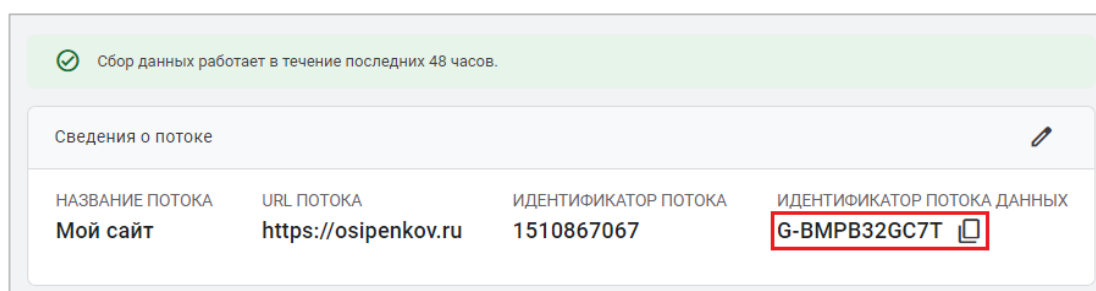 Сбор данных работает в течение последних 48 часов.
Сведения о потоке
НАЗВАНИЕ ПОТОКА URL ПОТОКА ИДЕНТИФИКАТОР ПОТОКА ИДЕНТИФИКАТОР ПОТОКА ДАННЫХ
Мой сайт https://osipenkov.ru 1510867067 G-BMPB32GC7T